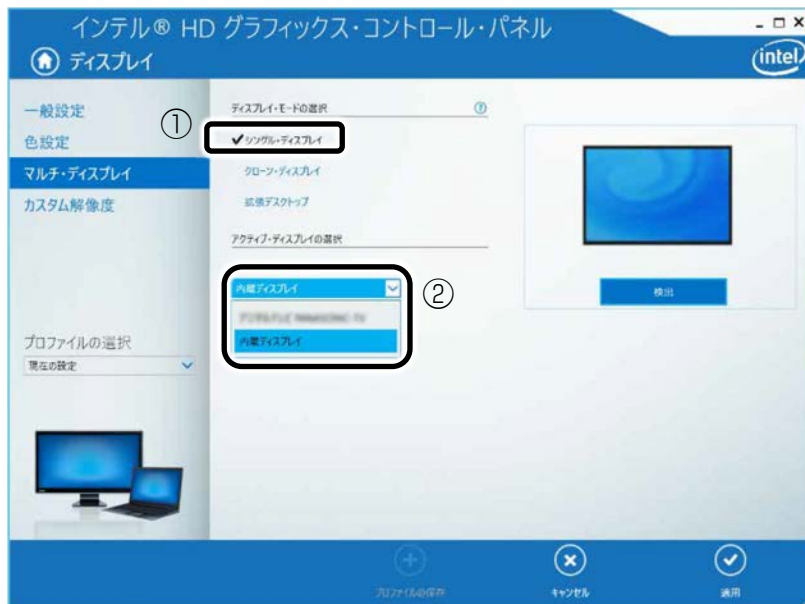 インテル® HD グラフィックス・コントロール・パネル
ディスプレイ
intel
一般設定
色設定
マルチ・ディスプレイ
カスタム解像度
プロファイルの選択
現在の設定
①
ディスプレイ・モードの選択
?
シングル・ディスプレイ
クローン・ディスプレイ
拡張デスクトップ
アクティブ・ディスプレイの選択
②
内蔵ディスプレイ
内蔵ディスプレイ
検出
プロファイルの保存
キャンセル
適用